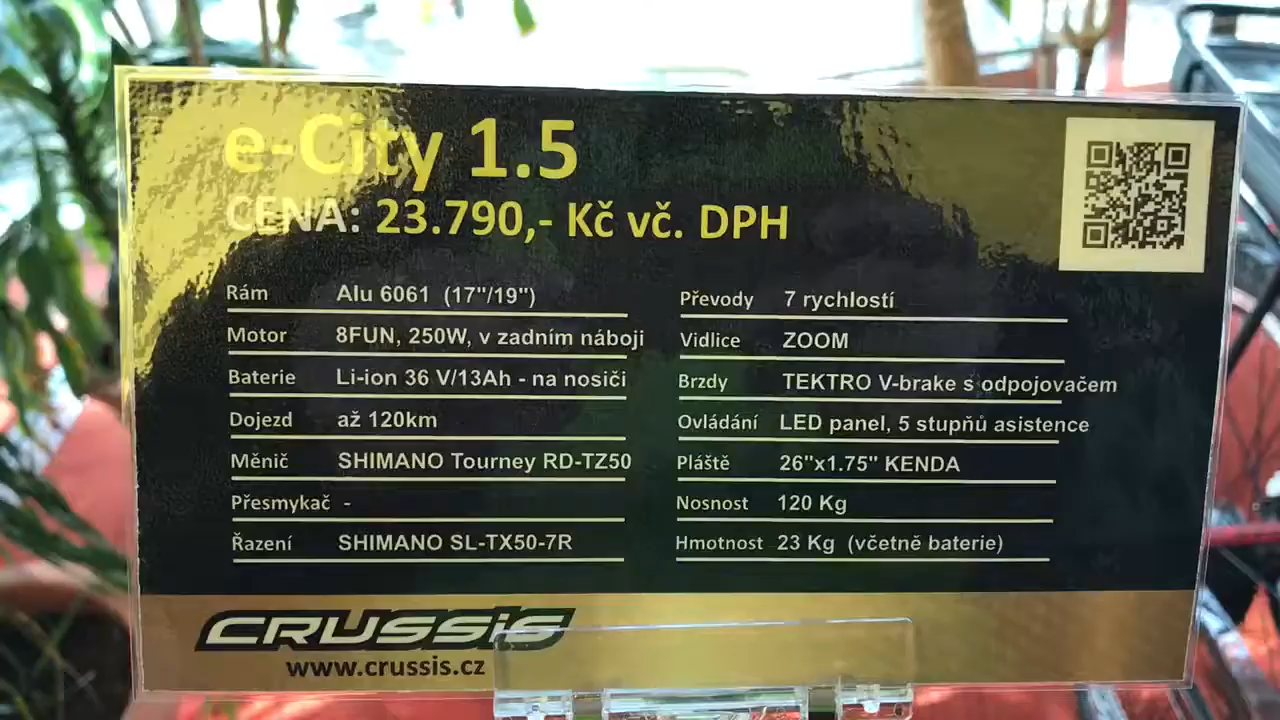 e-City 1.5
CENA: 23.790,- Kč vč. DPH
Rám Alu 6061 (17"/19")
Motor 8FUN, 250W, v zadním náboji
Baterie Li-ion 36 V/13Ah - na nosiči
Dojezd až 120km
Měnič SHIMANO Tourney RD-TZ50
Přesmykač -
Řazení SHIMANO SL-TX50-7R
Převody 7 rychlostí
Vidlice ZOOM
Brzdy TEKTRO V-brake s odpojovačem
Ovládání LED panel, 5 stupňů asistence
Pláště 26"x1.75" KENDA
Nosnost 120 Kg
Hmotnost 23 Kg (včetně baterie)
CRUSSiS
www.crussis.cz